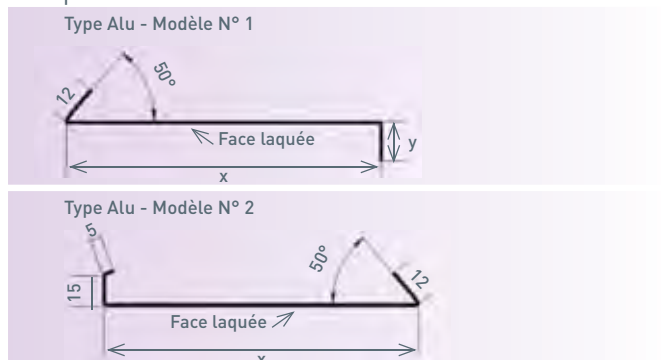 Type Alu - Modèle N° 1
12
50°
Face laquée
y
x
Type Alu - Modèle N° 2
5
50°
12
15
Face laquée
x